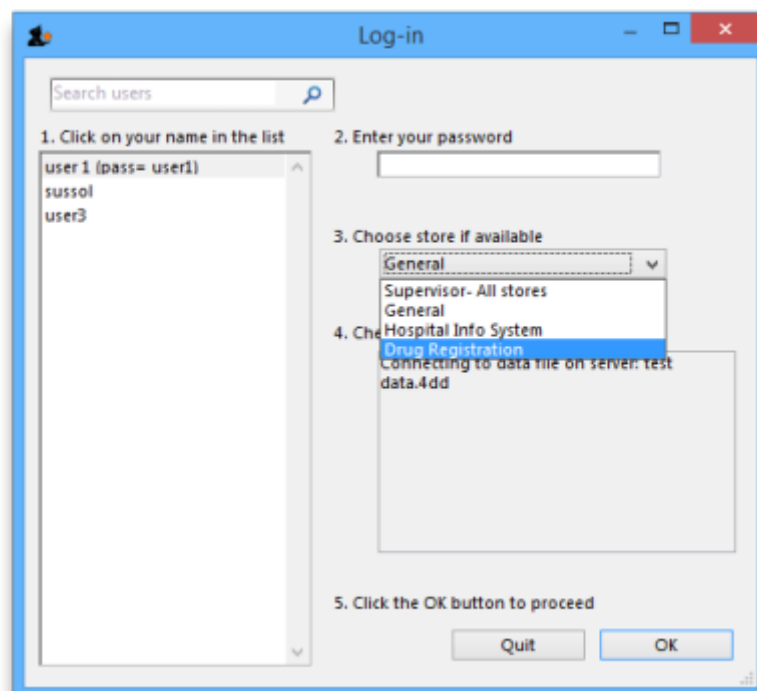 Log-in
Search users
1. Click on your name in the list
user 1 (pass= user1)
sussol
user3
2. Enter your password
3. Choose store if available
General
Supervisor- All stores
General
Hospital Info System
Drug Registration
4. Che
Connecting to data file on server: test
data.4dd
5. Click the OK button to proceed
Quit
OK